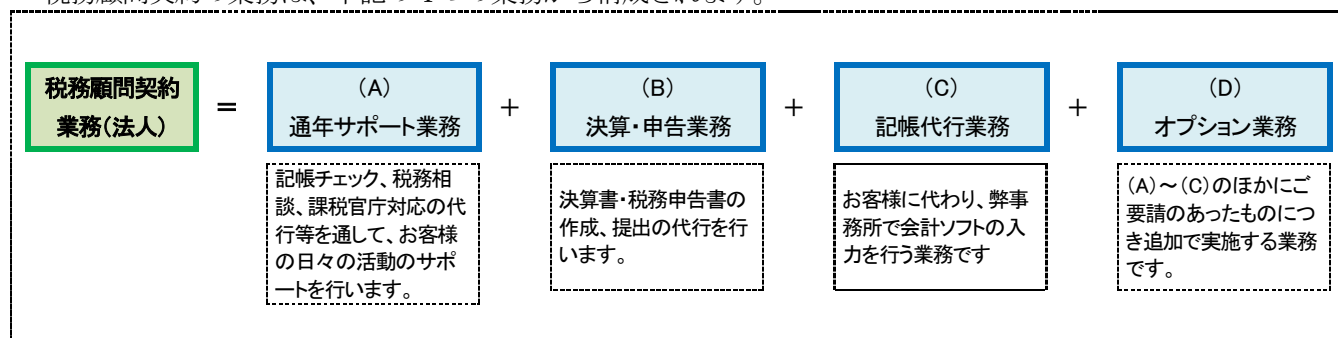 税務顧問契約
業務(法人)
=
(A)
通年サポート業務
+
(B)
決算・申告業務
+
(C)
記帳代行業務
+
(D)
オプション業務
記帳チェック、税務相
談、課税官庁対応の代
行等を通して、お客様
の日々の活動のサポ
ートを行います。
決算書・税務申告書の
作成、提出の代行を行
います。
お客様に代わり、弊事
務所で会計ソフトの入
力を行う業務です
(A)～(C)のほかにご
要請のあったものにつ
き追加で実施する業務
です。